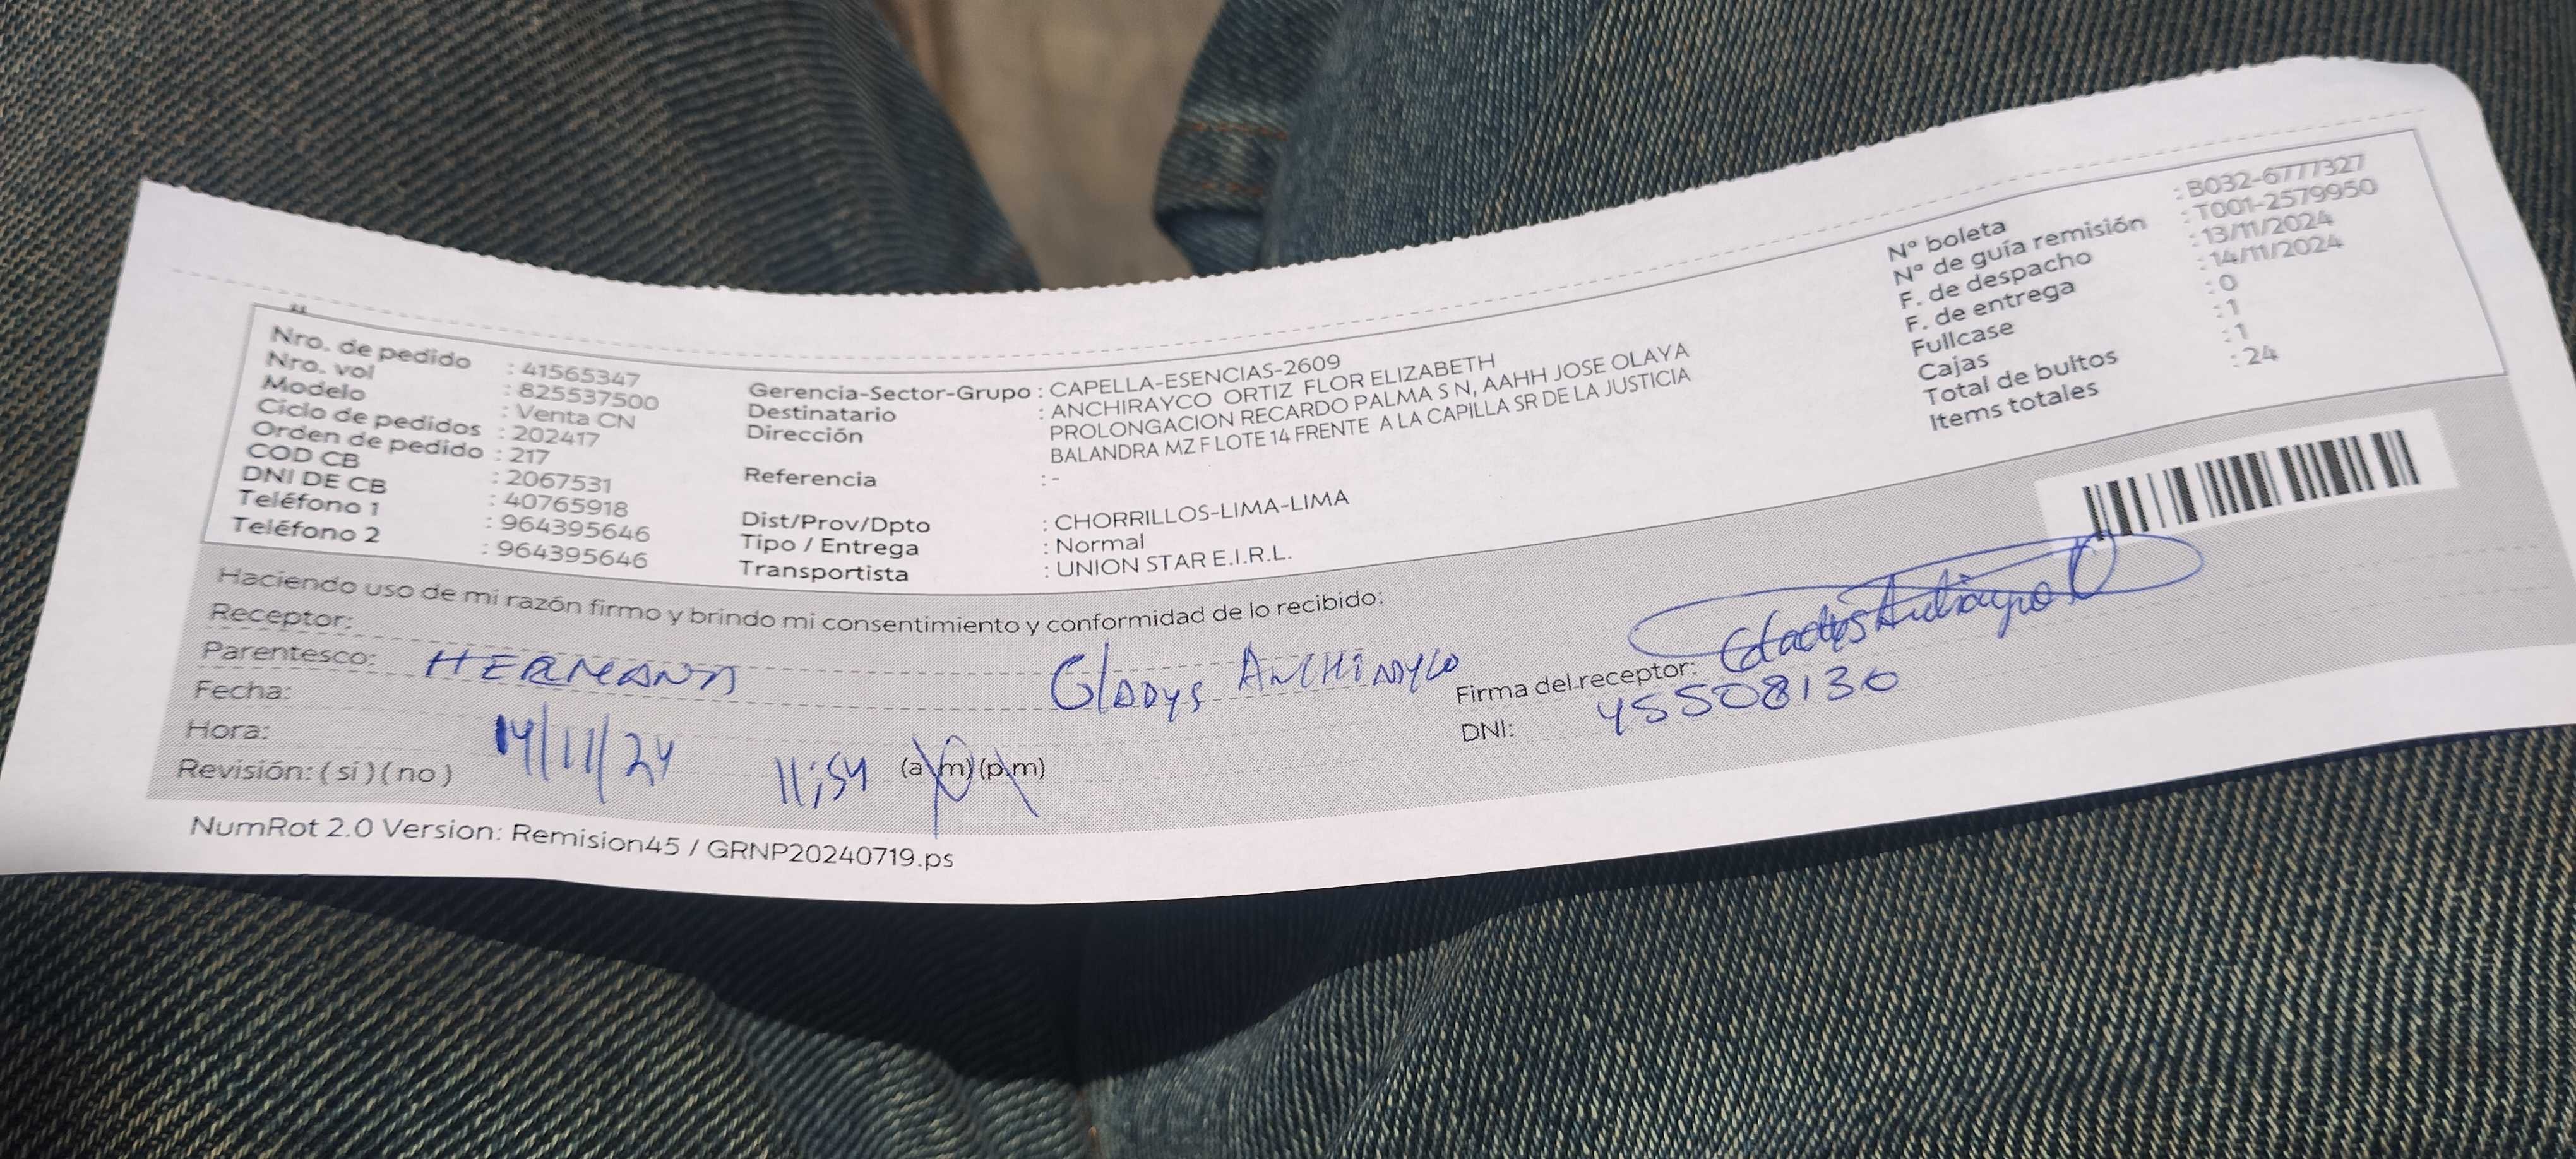 Nro. de pedido : 41565347
Nro. vol : 825537500
Modelo : Venta CN
Ciclo de pedidos : 202417
Orden de pedido : 217
COD CB : 2067531
DNI DE CB : 40765918
Teléfono 1 : 964395646
Teléfono 2 : 964395646
Gerencia-Sector-Grupo : CAPELLA-ESENCIAS-2609
Destinatario : ANCHIRAYCO ORTIZ FLOR ELIZABETH
Dirección PROLONGACION RECARDO PALMA S N, AAHH JOSE OLAYA
BALANDRA MZ F LOTE 14 FRENTE A LA CAPILLA SR DE LA JUSTICIA
Referencia : -
Dist/Prov/Dpto : CHORRILLOS-LIMA-LIMA
Tipo / Entrega : Normal
Transportista : UNION STAR E.I.R.L.
N° boleta : B032-6777327
N° de guía remisión : T001-2579950
F. de despacho : 13/11/2024
F. de entrega : 14/11/2024
Fullcase : 0
Cajas : 1
Total de bultos : 1
Items totales : 24
Haciendo uso de mi razón firmo y brindo mi consentimiento y conformidad de lo recibido:
Receptor: Gladys
Parentesco: HERMANA
Fecha: 14/11/24
Hora: 11:54 (a.m) (p.m)
Revisión: ( si ) ( no )
Firma del receptor: Gladys
DNI: 45508130
NumRot 2.0 Version: Remision45 / GRNP20240719.ps